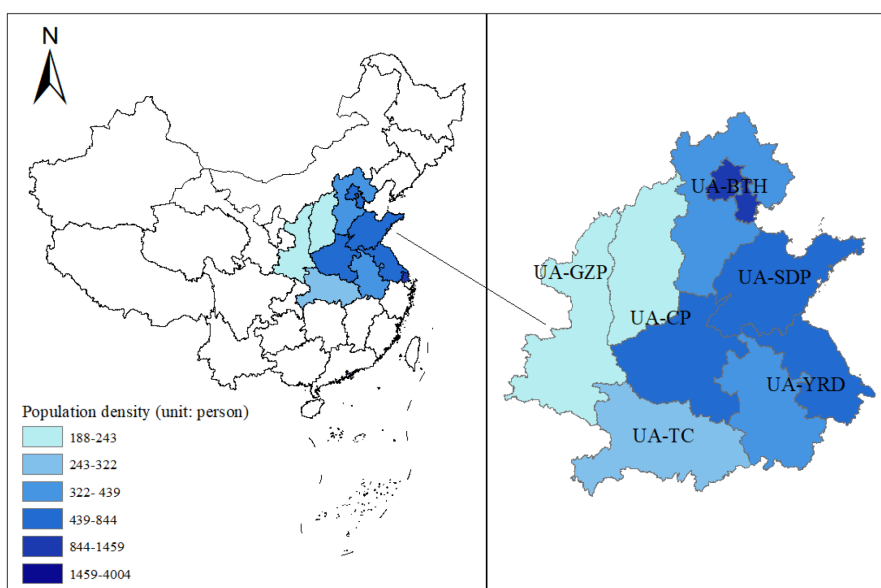 N
Population density (unit: person)
188-243
243-322
322- 439
439-844
844-1459
1459-4004
UA-BTH
UA-GZP
UA-SDP
UA-CP
UA-YRD
UA-TC